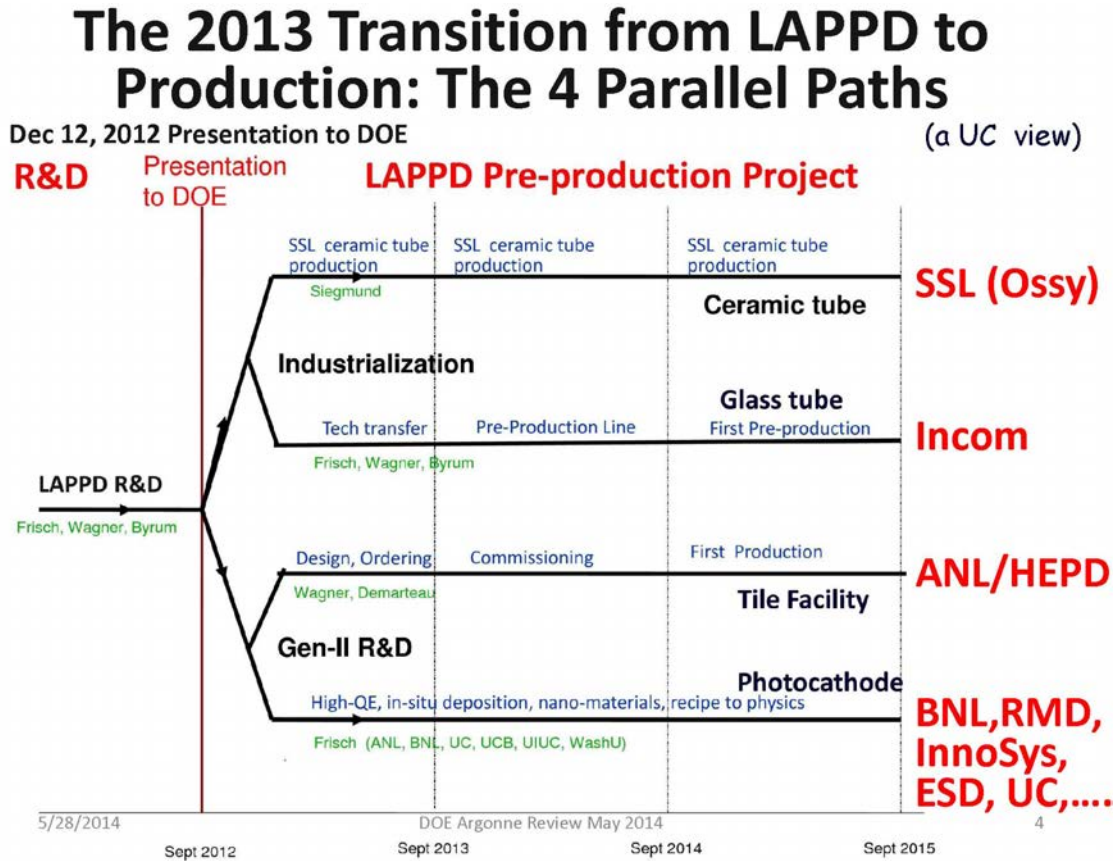 The 2013 Transition from LAPPD to
Production: The 4 Parallel Paths
Dec 12, 2012 Presentation to DOE
(a UC view)
R&D
Presentation
to DOE
LAPPD Pre-production Project
SSL ceramic tube
production
SSL ceramic tube
production
SSL ceramic tube
production
Siegmund
Ceramic tube
SSL (Ossy)
Industrialization
Glass tube
Tech transfer
Pre-Production Line
First Pre-production
Incom
Frisch, Wagner, Byrum
LAPPD R&D
Frisch, Wagner, Byrum
Design, Ordering
Commissioning
First Production
ANL/HEPD
Wagner, Demarteau
Tile Facility
Gen-II R&D
Photocathode
High-QE, in-situ deposition, nano-materials, recipe to physics
Frisch (ANL, BNL, UC, UCB, UIUC, WashU)
BNL,RMD,
InnoSys,
ESD, UC,.....
5/28/2014
DOE Argonne Review May 2014
4
Sept 2012
Sept 2013
Sept 2014
Sept 2015